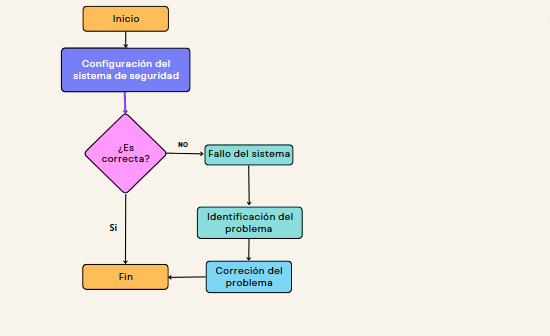 Inicio
Configuración del
sistema de seguridad
¿Es
correcta?
NO
Fallo del sistema
Identificación del
problema
Si
Fin
Correción del
problema